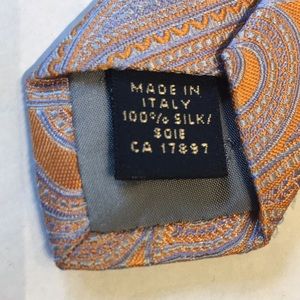 MADE IN
ITALY
100% SILK/
SOIE
CA 17897